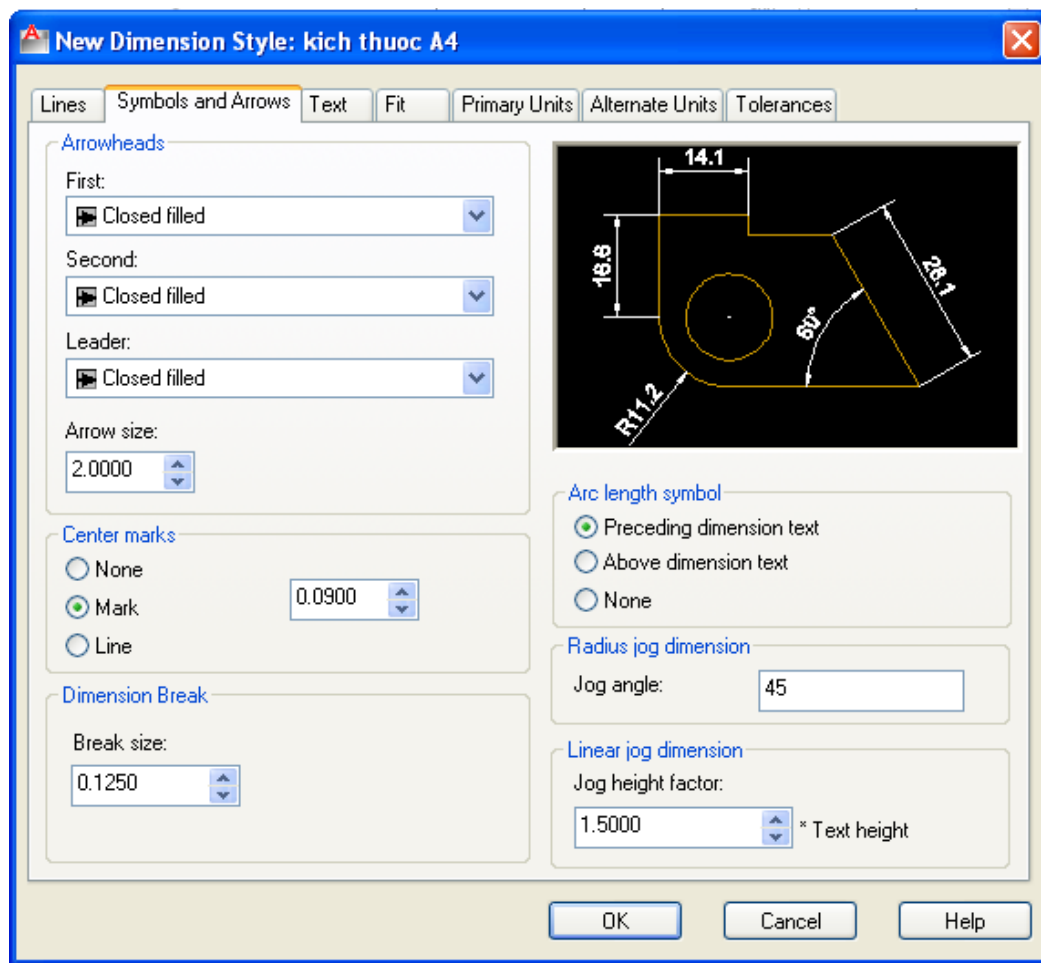 New Dimension Style: kich thuoc A4
Lines Symbols and Arrows Text Fit Primary Units Alternate Units Tolerances
Arrowheads
First:
Closed filled
Second:
Closed filled
Leader:
Closed filled
Arrow size:
2.0000
Center marks
None
Mark
0.0900
Line
Dimension Break
Break size:
0.1250
14.1
16.6
28.1
60°
R11.2
Arc length symbol
Preceding dimension text
Above dimension text
None
Radius jog dimension
Jog angle:
45
Linear jog dimension
Jog height factor:
1.5000 * Text height
OK Cancel Help